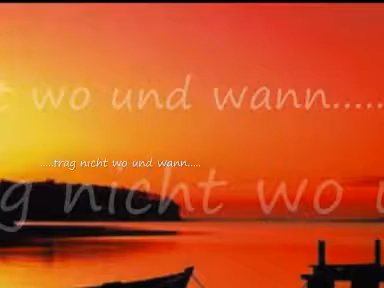 t wo und wann.....
.....trag nicht wo und wann.....
g nicht wo u